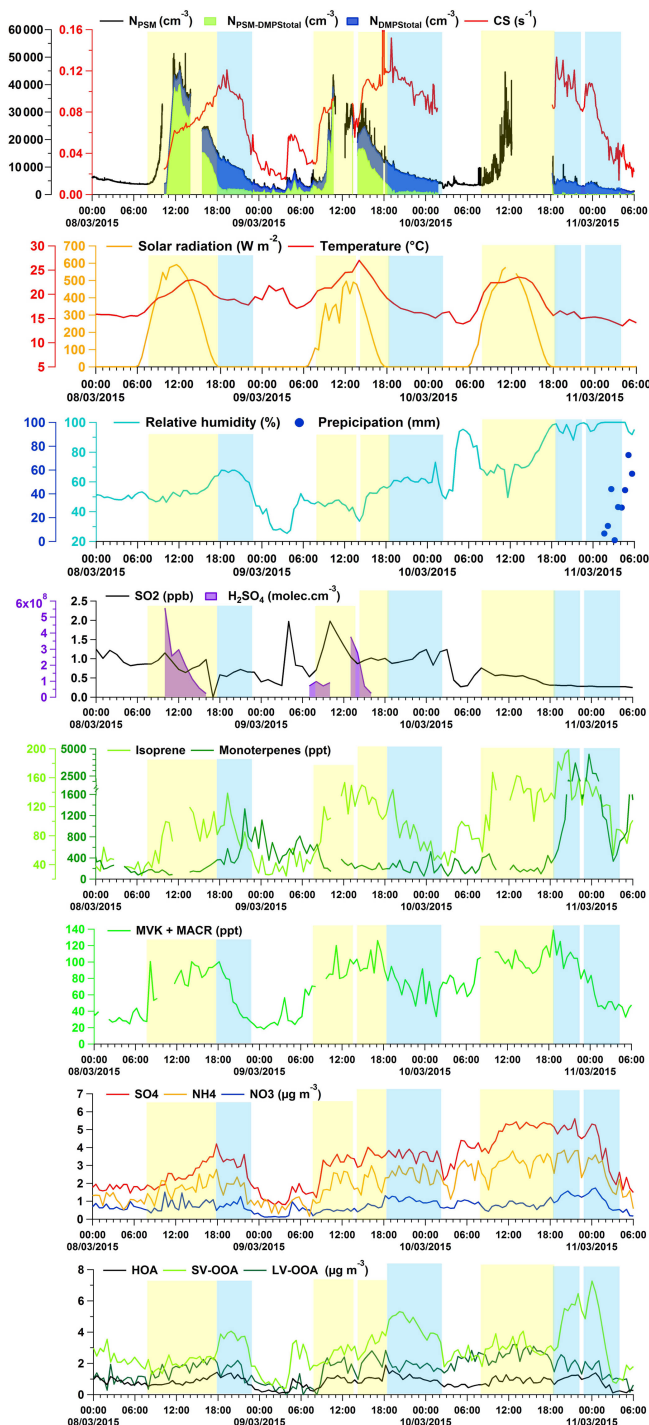 N_PSM (cm⁻³) N_PSM-DMPStotal (cm⁻³) N_DMPStotal (cm⁻³) CS (s⁻¹)
60 000 0.16
50 000
40 000 0.12
30 000 0.08
20 000
10 000 0.04
0 0.00
00:00 06:00 12:00 18:00 00:00 06:00 12:00 18:00 00:00 06:00 12:00 18:00 00:00 06:00
08/03/2015 09/03/2015 10/03/2015 11/03/2015
Solar radiation (W m⁻²) Temperature (°C)
30 700
25 600
500
20 400
15 300
200
10 100
5 0
00:00 06:00 12:00 18:00 00:00 06:00 12:00 18:00 00:00 06:00 12:00 18:00 00:00 06:00
08/03/2015 09/03/2015 10/03/2015 11/03/2015
Relative humidity (%) Prepicipation (mm)
100 100
80 80
60
40 60
20 40
0 20
00:00 06:00 12:00 18:00 00:00 06:00 12:00 18:00 00:00 06:00 12:00 18:00 00:00 06:00
08/03/2015 09/03/2015 10/03/2015 11/03/2015
SO2 (ppb) H₂SO₄ (molec.cm⁻³)
6x10⁸ 2.5
5 2.0
4
3 1.5
2 1.0
1 0.5
0 0.0
00:00 06:00 12:00 18:00 00:00 06:00 12:00 18:00 00:00 06:00 12:00 18:00 00:00 06:00
08/03/2015 09/03/2015 10/03/2015 11/03/2015
Isoprene Monoterpenes (ppt)
200 5000
160 2500
1600
120 1200
80 800
40 400
0
00:00 06:00 12:00 18:00 00:00 06:00 12:00 18:00 00:00 06:00 12:00 18:00 00:00 06:00
08/03/2015 09/03/2015 10/03/2015 11/03/2015
MVK + MACR (ppt)
140
120
100
80
60
40
20
0
00:00 06:00 12:00 18:00 00:00 06:00 12:00 18:00 00:00 06:00 12:00 18:00 00:00 06:00
08/03/2015 09/03/2015 10/03/2015 11/03/2015
SO4 NH4 NO3 (µg m⁻³)
7
6
5
4
3
2
1
0
00:00 06:00 12:00 18:00 00:00 06:00 12:00 18:00 00:00 06:00 12:00 18:00 00:00 06:00
08/03/2015 09/03/2015 10/03/2015 11/03/2015
HOA SV-OOA LV-OOA (µg m⁻³)
8
6
4
2
0
00:00 06:00 12:00 18:00 00:00 06:00 12:00 18:00 00:00 06:00 12:00 18:00 00:00 06:00
08/03/2015 09/03/2015 10/03/2015 11/03/2015